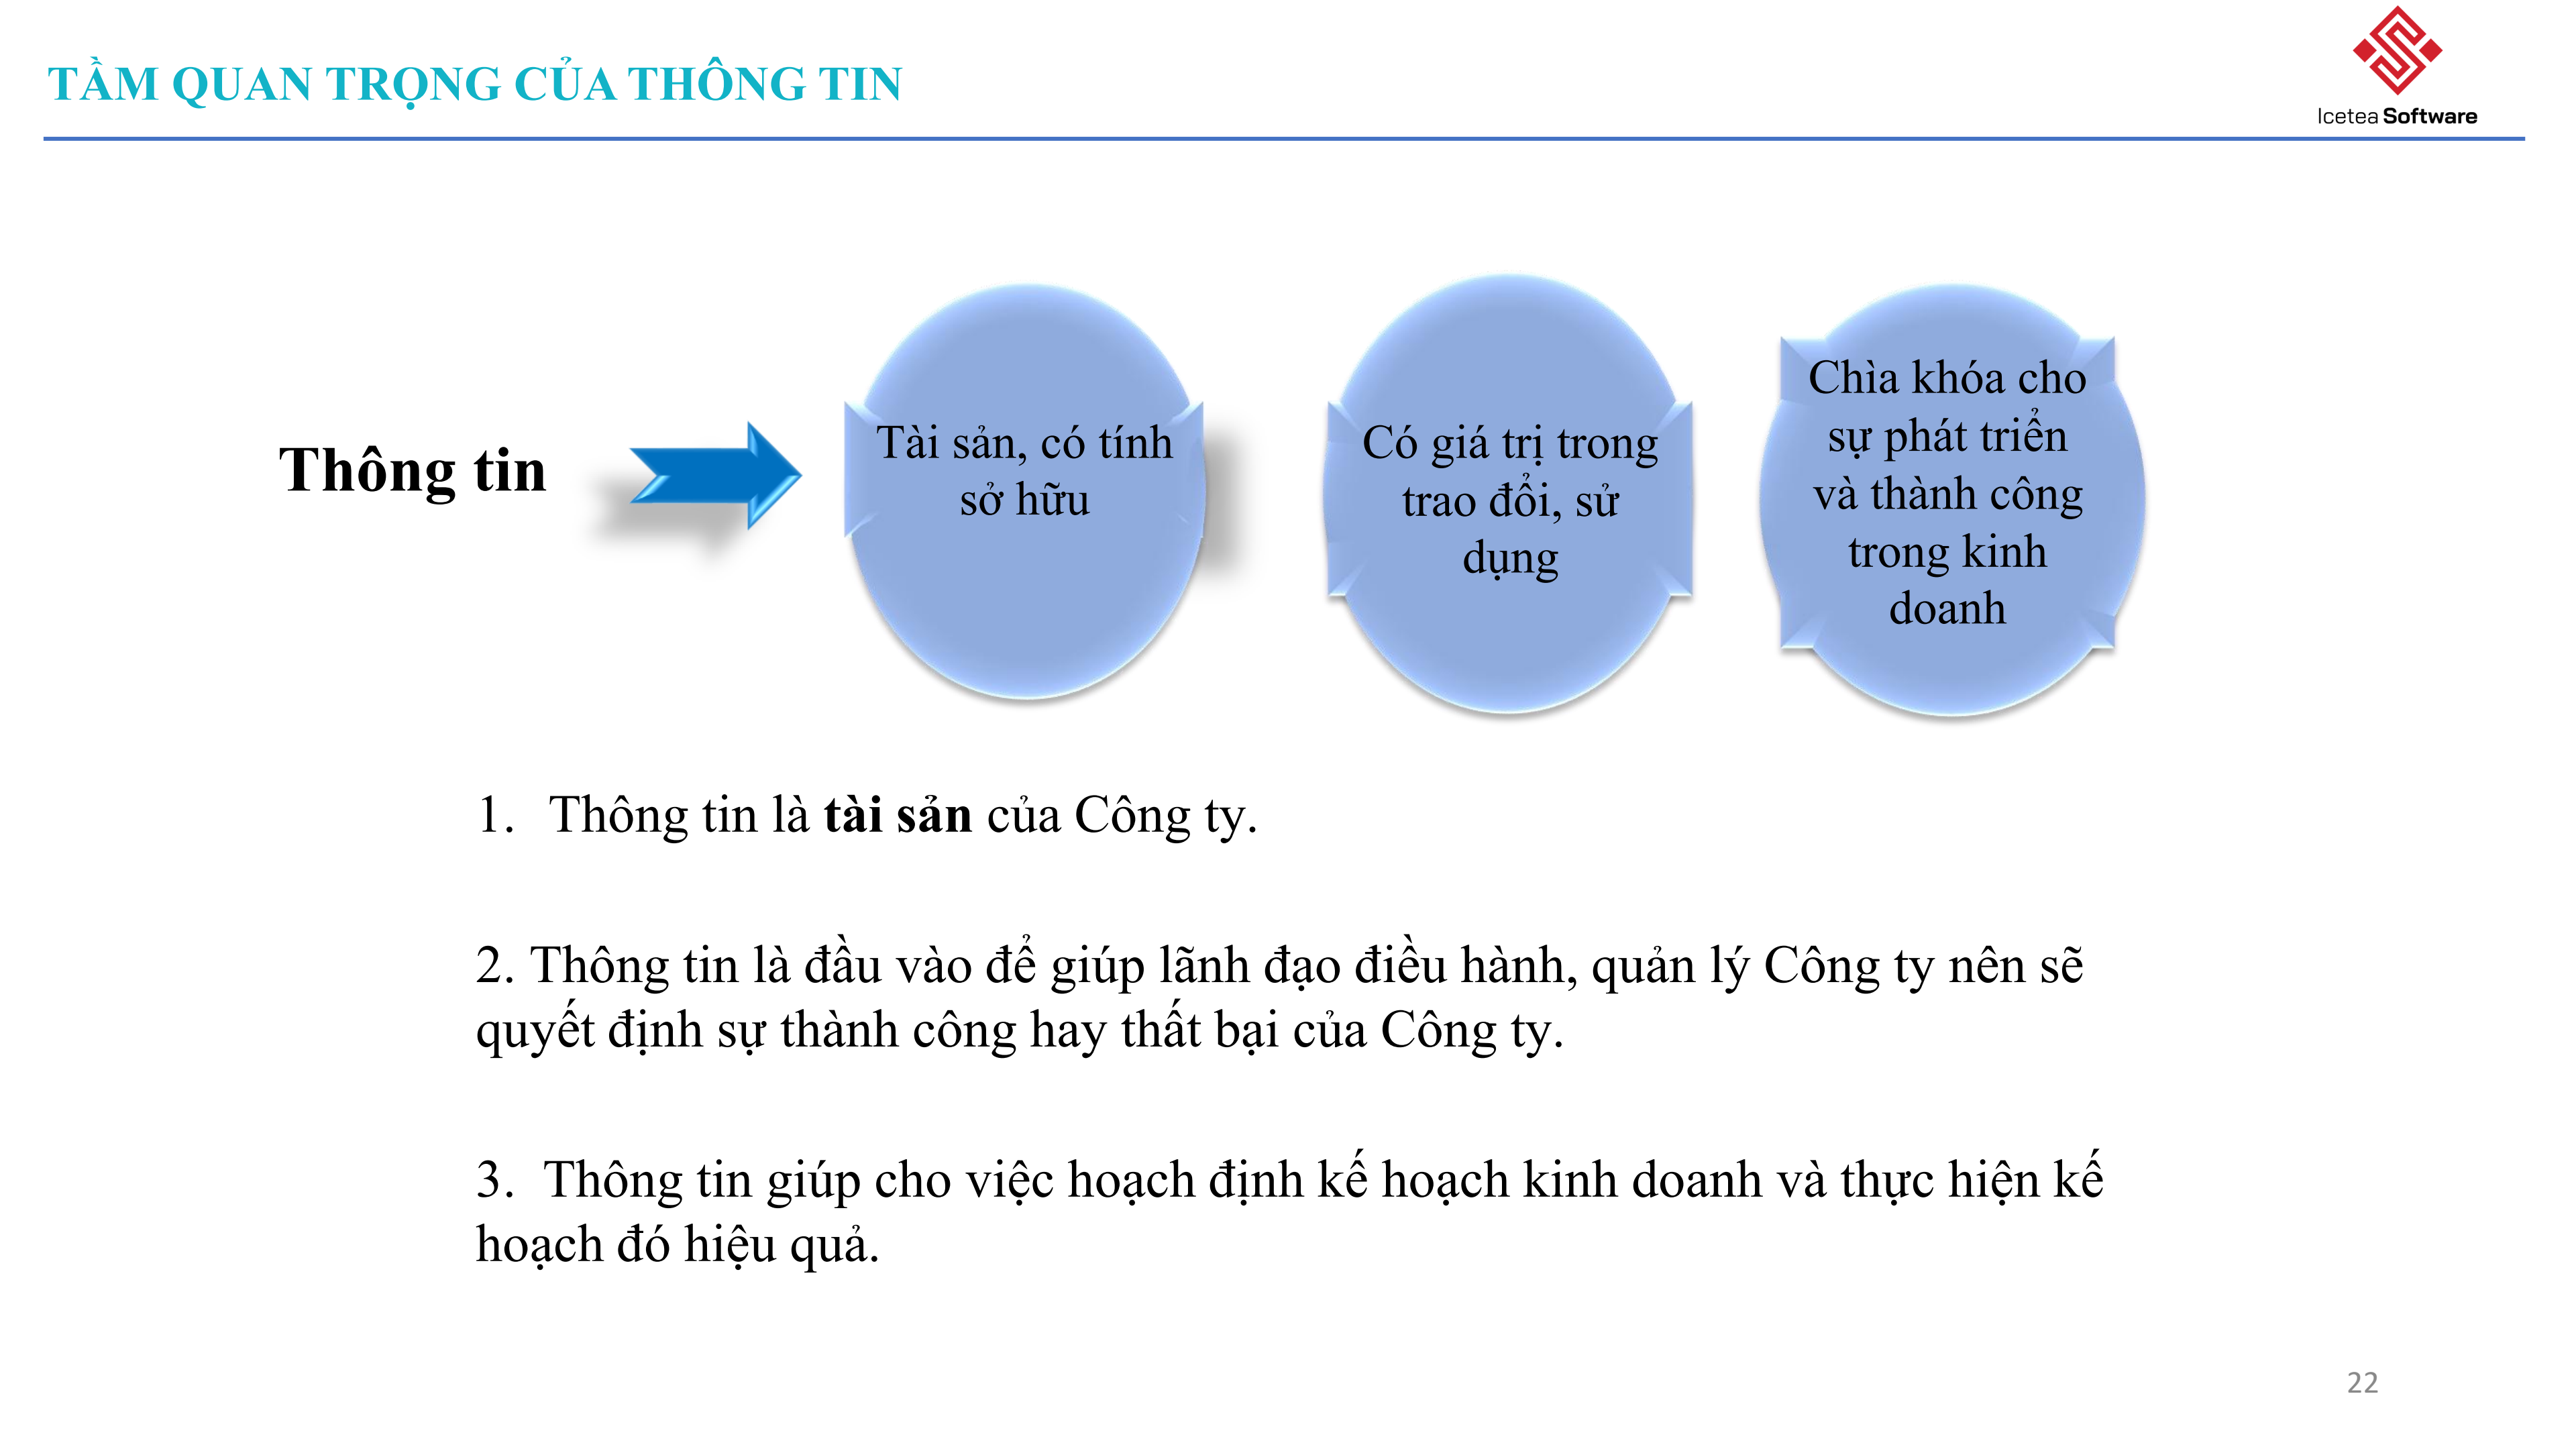 TẦM QUAN TRỌNG CỦA THÔNG TIN
Icetea Software
Thông tin
Tài sản, có tính
sở hữu
Có giá trị trong
trao đổi, sử
dụng
Chìa khóa cho
sự phát triển
và thành công
trong kinh
doanh
1. Thông tin là tài sản của Công ty.
2. Thông tin là đầu vào để giúp lãnh đạo điều hành, quản lý Công ty nên sẽ
quyết định sự thành công hay thất bại của Công ty.
3. Thông tin giúp cho việc hoạch định kế hoạch kinh doanh và thực hiện kế
hoạch đó hiệu quả.
22